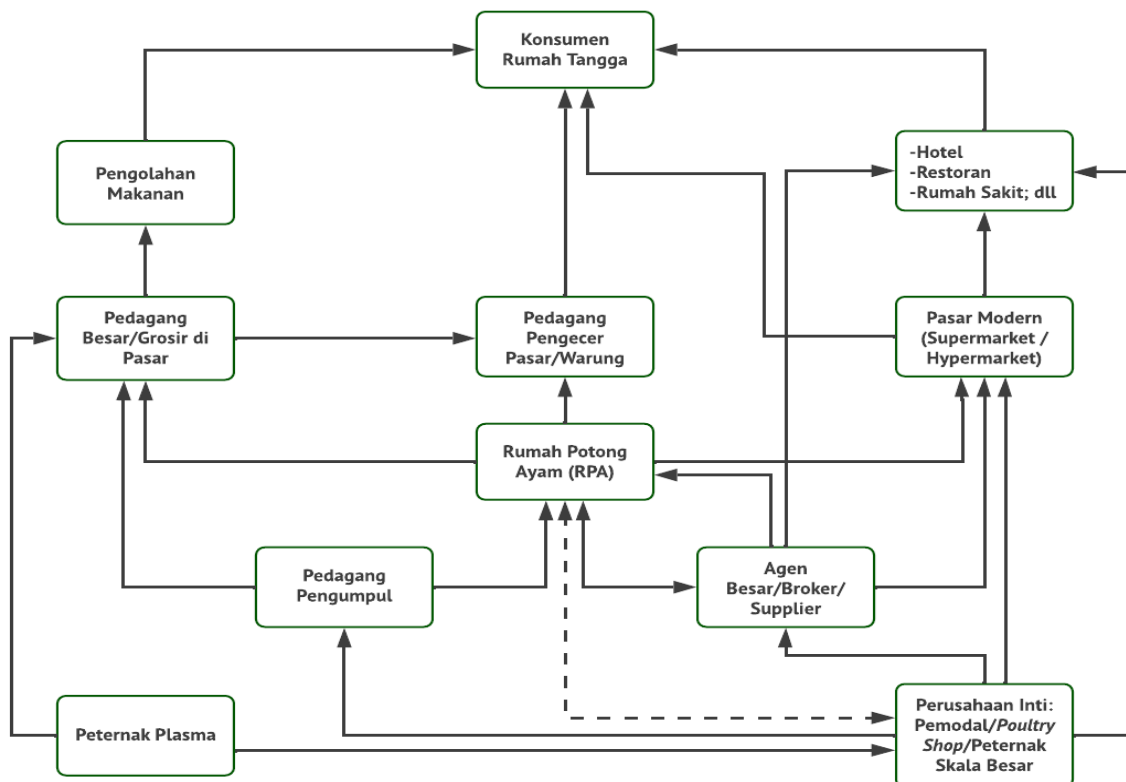 Konsumen
Rumah Tangga
Pengolahan
Makanan
-Hotel
-Restoran
-Rumah Sakit; dll
Pedagang
Besar/Grosir di
Pasar
Pedagang
Pengecer
Pasar/Warung
Pasar Modern
(Supermarket /
Hypermarket)
Rumah Potong
Ayam (RPA)
Pedagang
Pengumpul
Agen
Besar/Broker/
Supplier
Peternak Plasma
Perusahaan Inti:
Pemodal/Poultry
Shop/Peternak
Skala Besar